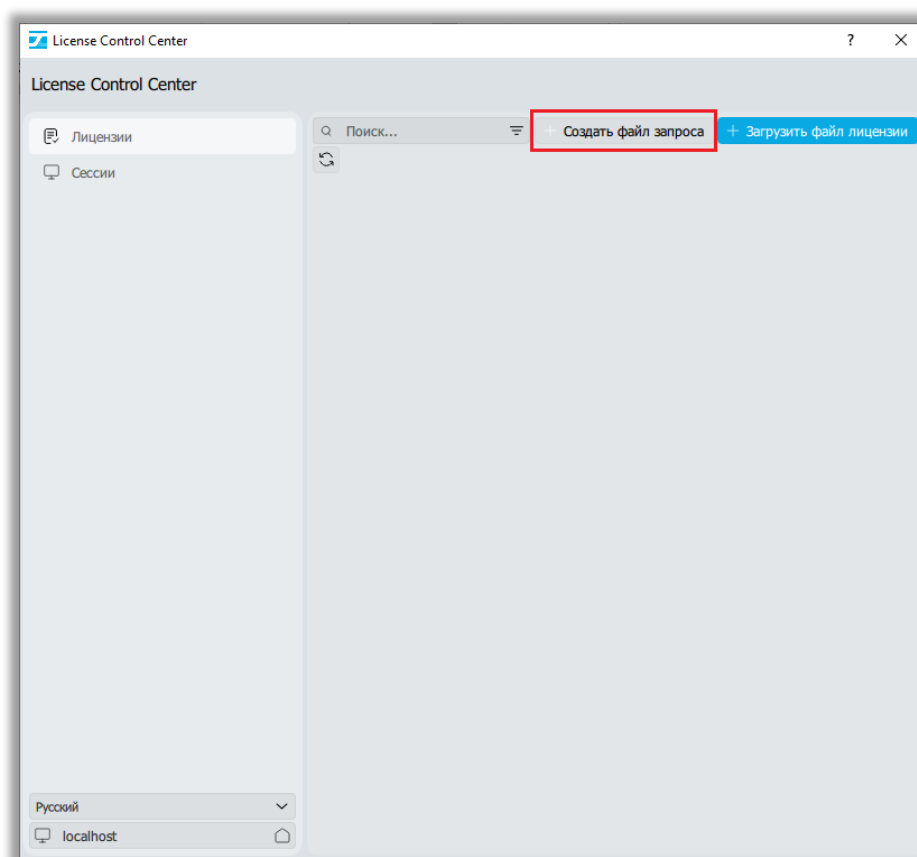 License Control Center
?
License Control Center
Лицензии
Сессии
Поиск...
Создать файл запроса
Загрузить файл лицензии
Русский
localhost